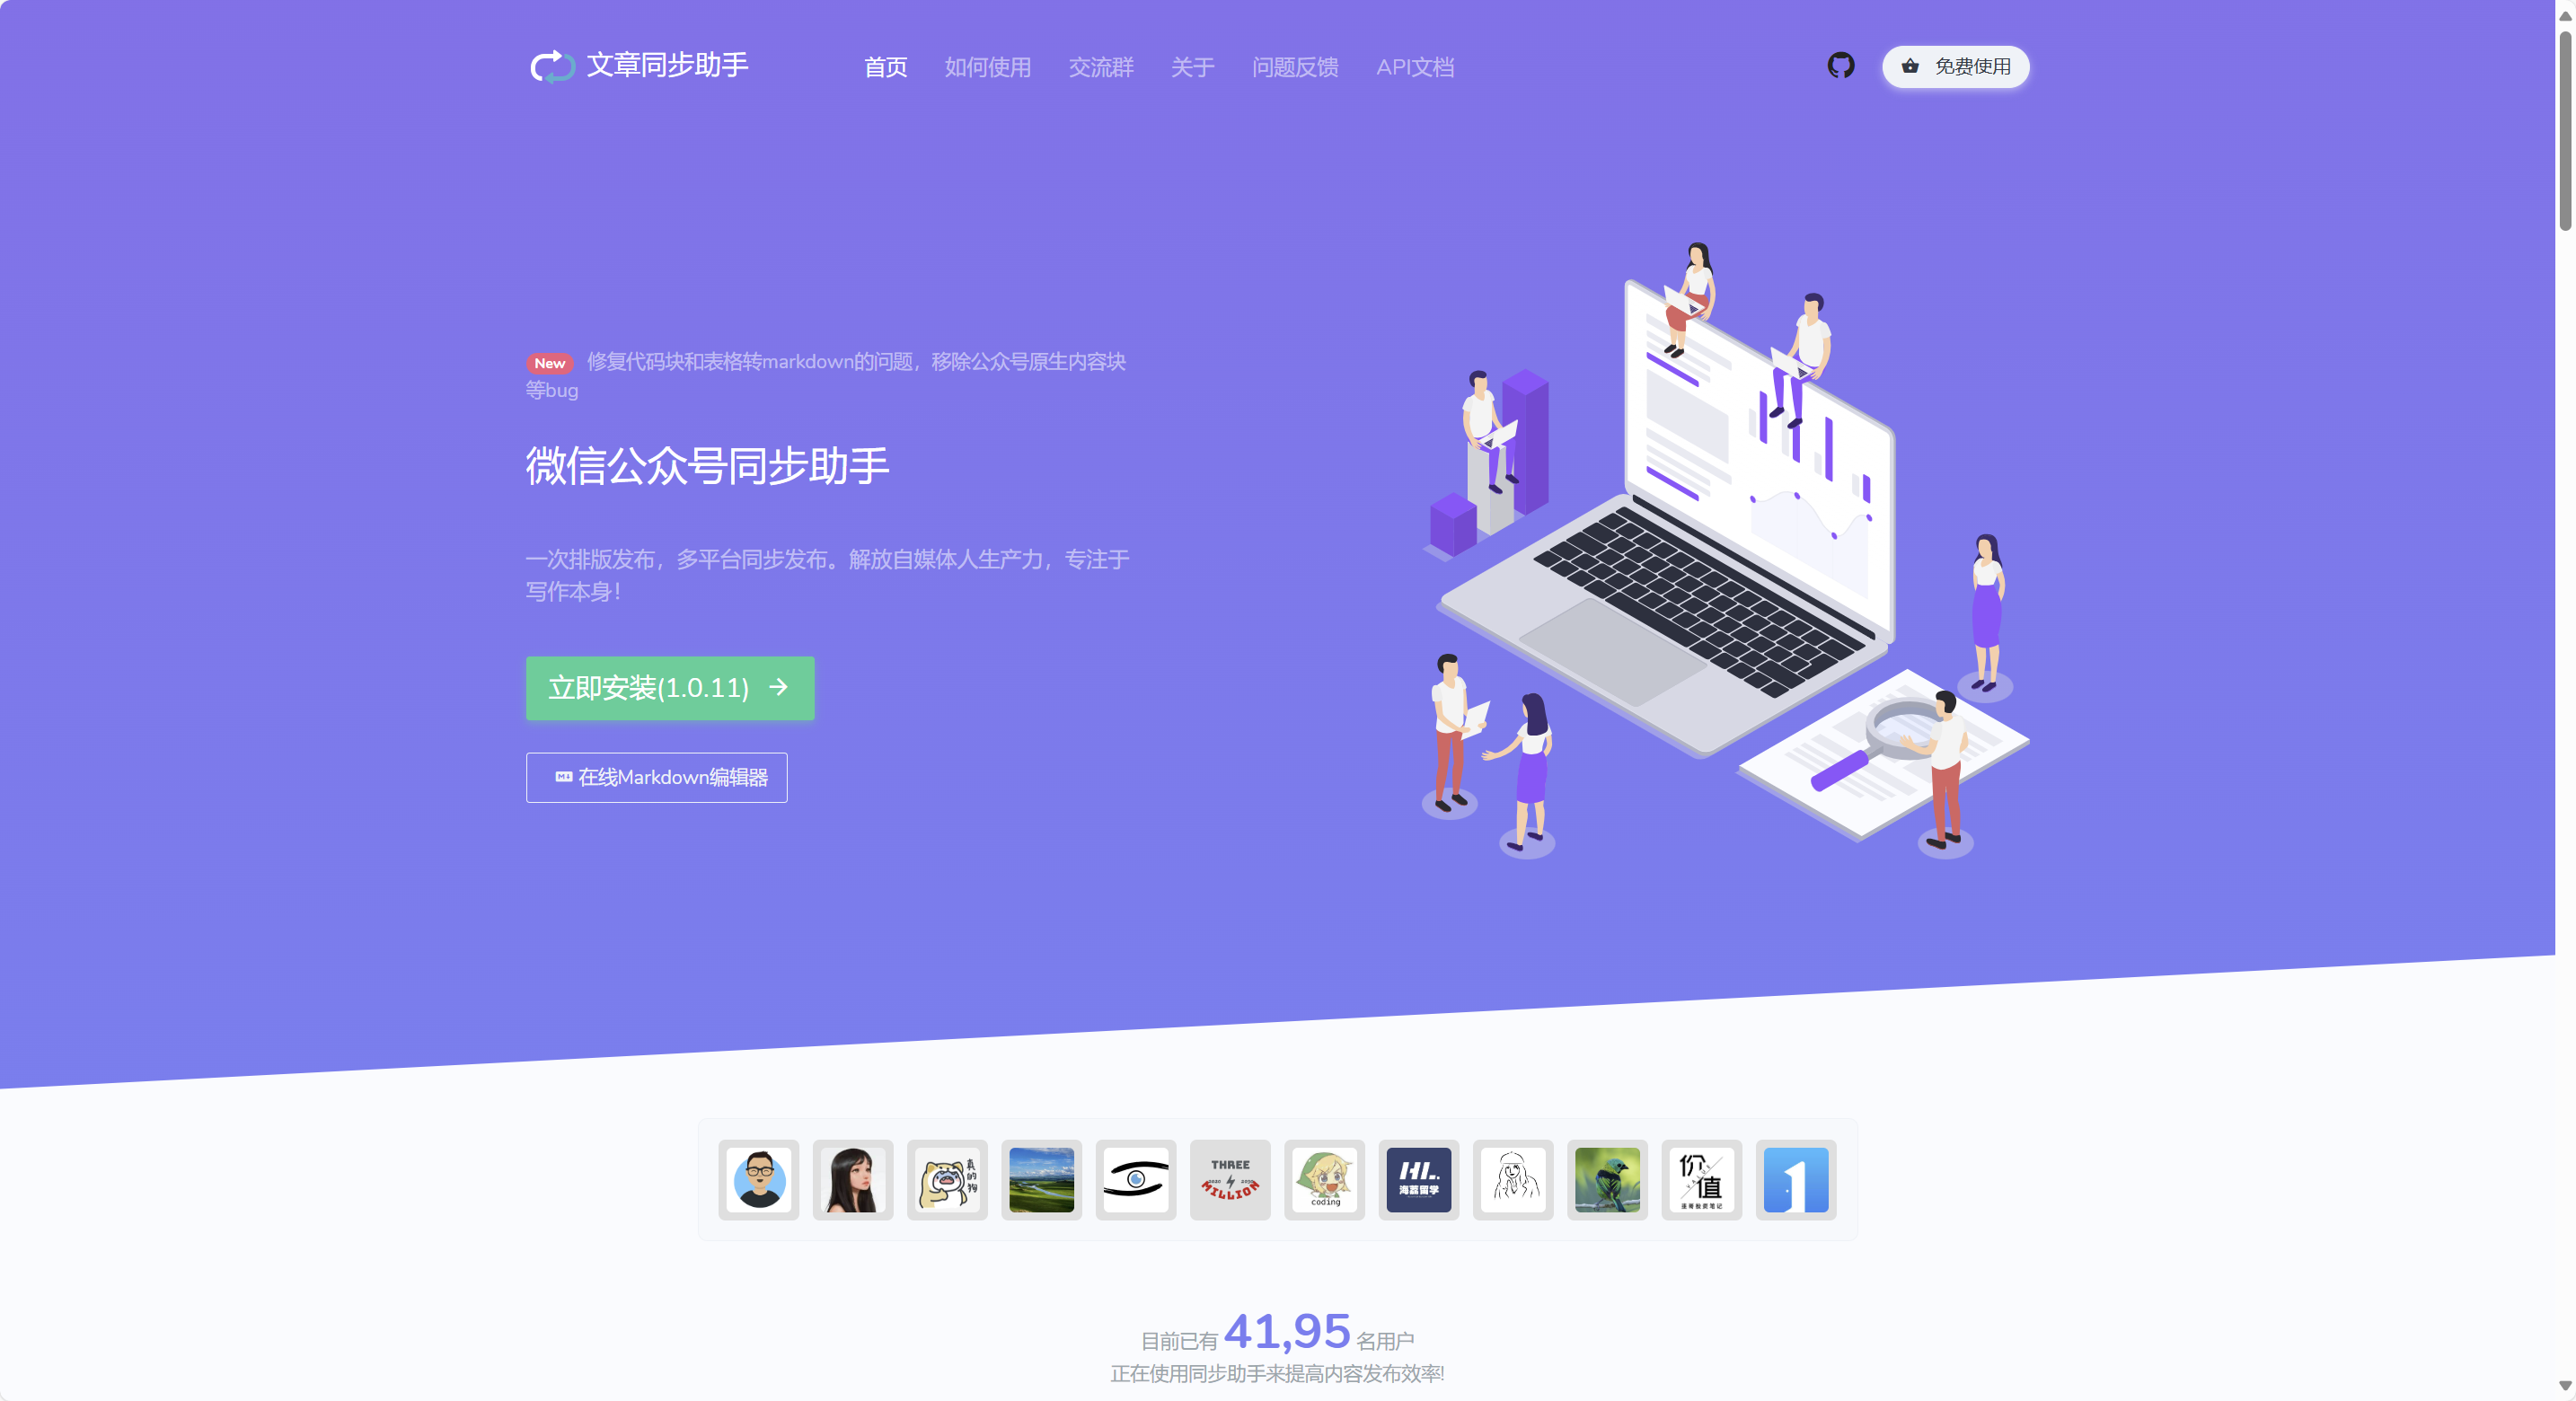 文章同步助手
首页 如何使用 交流群 关于 问题反馈 API文档
免费使用
New 修复代码块和表格转markdown的问题，移除公众号原生内容块
等bug
微信公众号同步助手
一次排版发布，多平台同步发布。解放自媒体人生产力，专注于
写作本身！
立即安装(1.0.11)
在线Markdown编辑器
真的狗
THREE
2020 2030
MILLION
coding
HL.
海荔留学
价值
VALUE
目前已有 41,95 名用户
正在使用同步助手来提高内容发布效率!